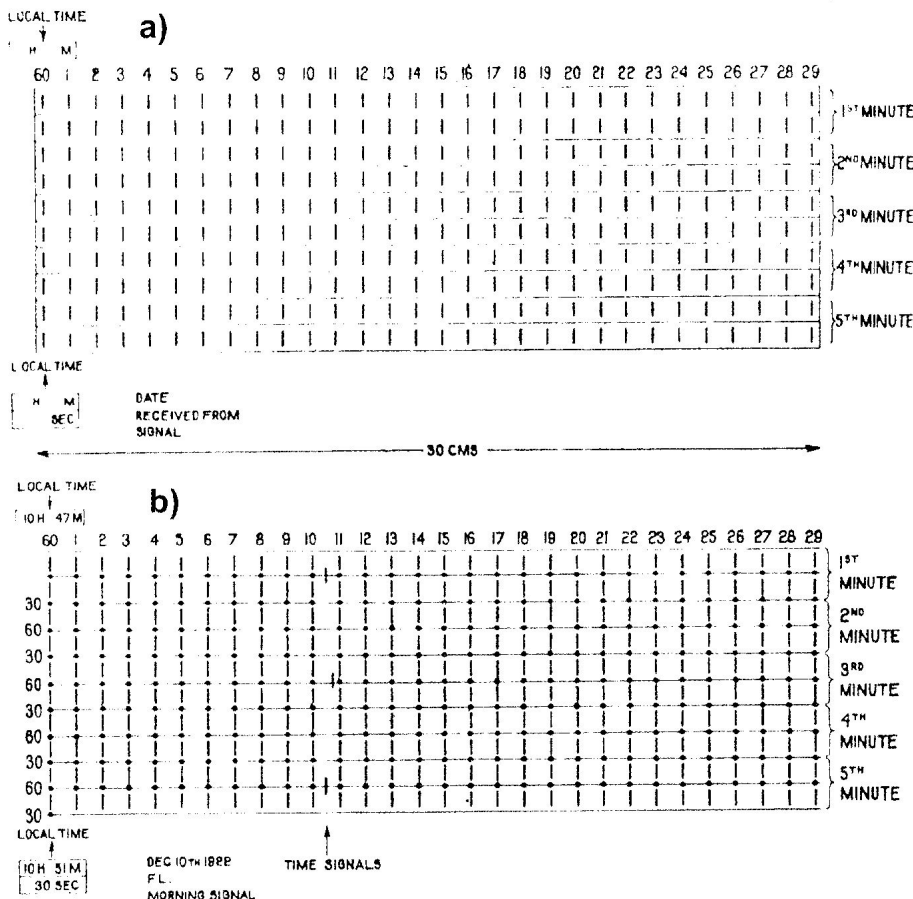 LOCAL TIME
a)
H M
60 1 2 3 4 5 6 7 8 9 10 11 12 13 14 15 16 17 18 19 20 21 22 23 24 25 26 27 28 29
1ST MINUTE
2ND MINUTE
3RD MINUTE
4TH MINUTE
5TH MINUTE
LOCAL TIME
H M
SEC
DATE
RECEIVED FROM
SIGNAL
30 CMS
LOCAL TIME
b)
10H 47M
60 1 2 3 4 5 6 7 8 9 10 11 12 13 14 15 16 17 18 19 20 21 22 23 24 25 26 27 28 29
1ST
MINUTE
30
2ND
60
MINUTE
30
3RD
60
MINUTE
30
4TH
60
MINUTE
30
5TH
60
MINUTE
30
LOCAL TIME
10H 51M
30 SEC
DEC 10TH 1922
F.L.
MORNING SIGNAL
TIME SIGNALS